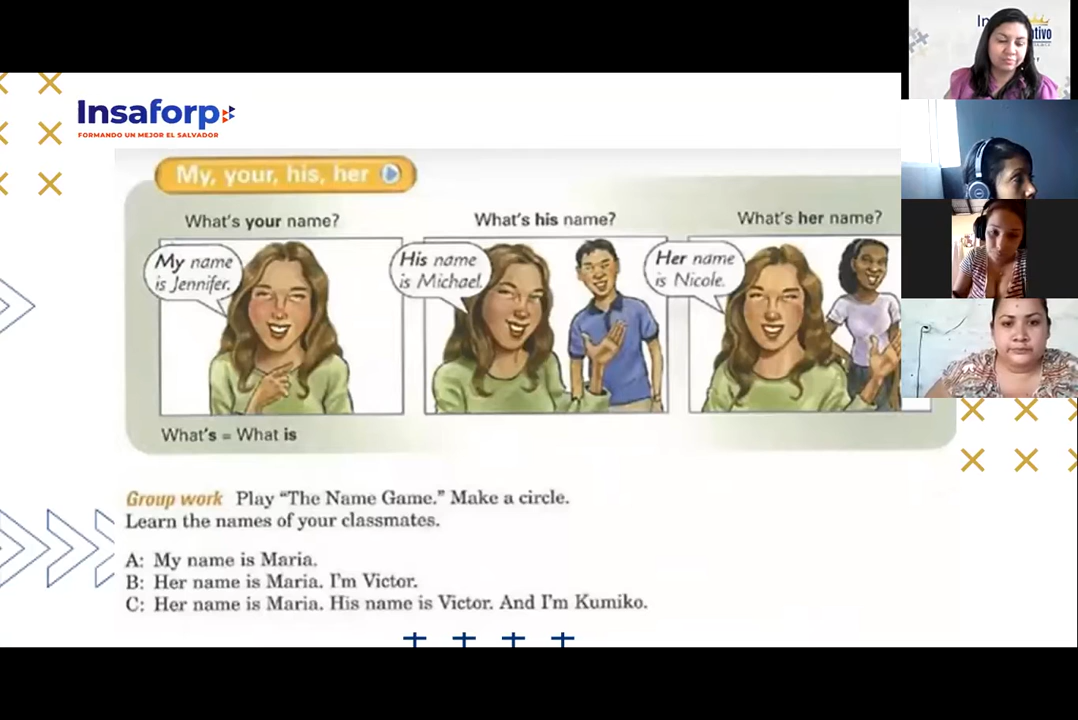 Insaforp
FORMANDO UN MEJOR EL SALVADOR
My, your, his, her
What's your name?
What's his name?
What's her name?
My name
is Jennifer.
His name
is Michael.
Her name
is Nicole.
What's = What is
Group work Play “The Name Game.” Make a circle.
Learn the names of your classmates.
A: My name is Maria.
B: Her name is Maria. I'm Victor.
C: Her name is Maria. His name is Victor. And I'm Kumiko.